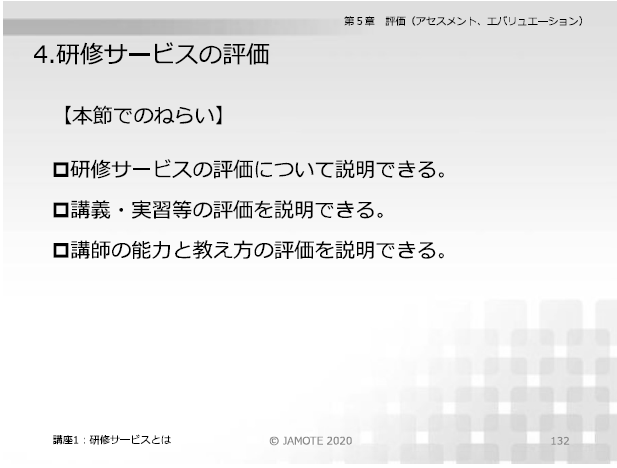 第５章　評価（アセスメント、エバリュエーション）
4.研修サービスの評価
【本節でのねらい】
研修サービスの評価について説明できる。
講義・実習等の評価を説明できる。
講師の能力と教え方の評価を説明できる。
講座1：研修サービスとは
© JAMOTE 2020
132